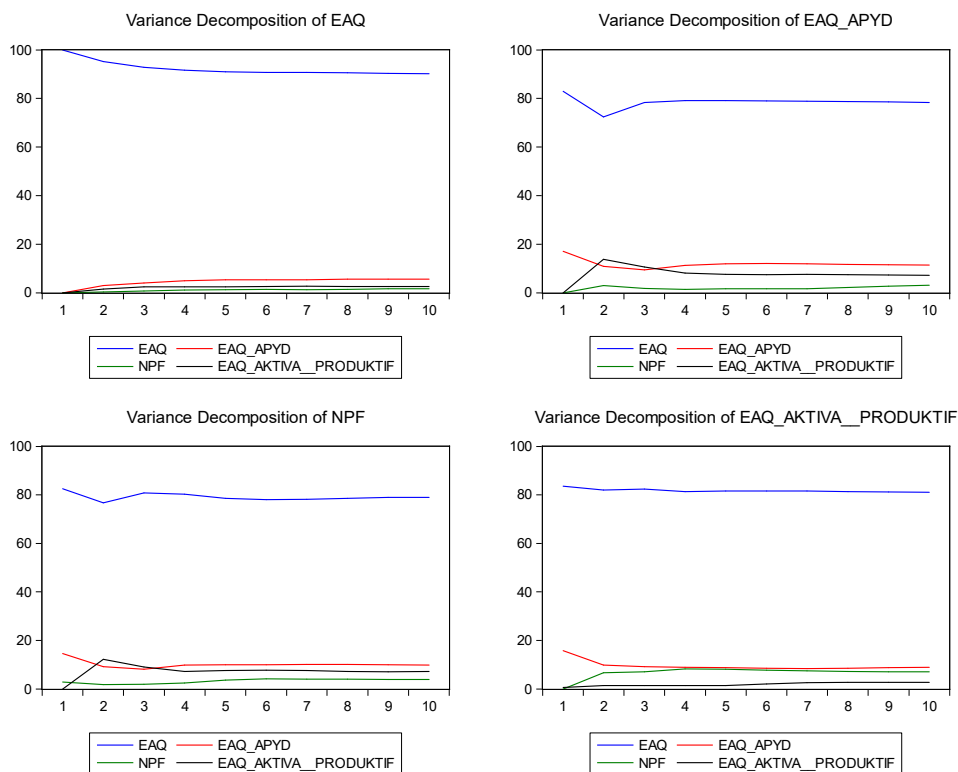 Variance Decomposition of EAQ
100
80
60
40
20
0
1 2 3 4 5 6 7 8 9 10
EAQ EAQ_APYD
NPF EAQ_AKTIVA__PRODUKTIF
Variance Decomposition of EAQ_APYD
100
80
60
40
20
0
1 2 3 4 5 6 7 8 9 10
EAQ EAQ_APYD
NPF EAQ_AKTIVA__PRODUKTIF
Variance Decomposition of NPF
100
80
60
40
20
0
1 2 3 4 5 6 7 8 9 10
EAQ EAQ_APYD
NPF EAQ_AKTIVA__PRODUKTIF
Variance Decomposition of EAQ_AKTIVA__PRODUKTIF
100
80
60
40
20
0
1 2 3 4 5 6 7 8 9 10
EAQ EAQ_APYD
NPF EAQ_AKTIVA__PRODUKTIF